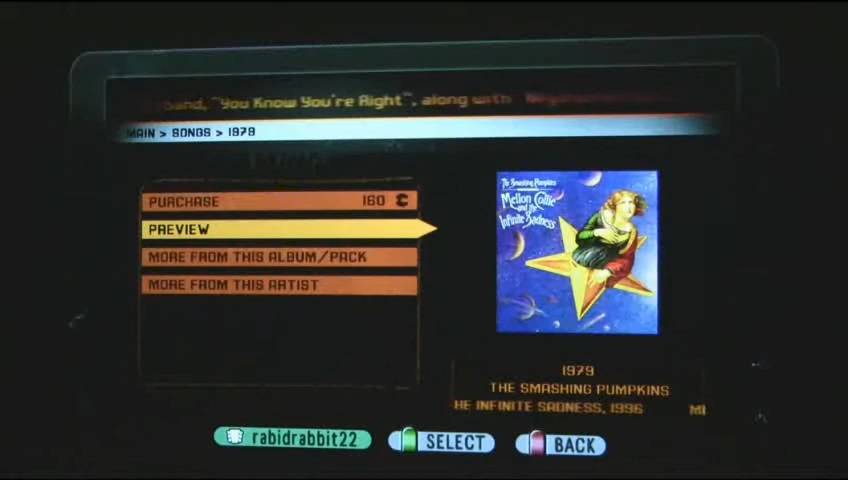 Band, "You Know You're Right", along with
MAIN > SONGS > 1979
PURCHASE 160
PREVIEW
MORE FROM THIS ALBUM/PACK
MORE FROM THIS ARTIST
The Smashing Pumpkins
Mellon Collie
and the
Infinite Sadness
1979
THE SMASHING PUMPKINS
HE INFINITE SADNESS, 1996 ME
rabidrabbit22 SELECT BACK